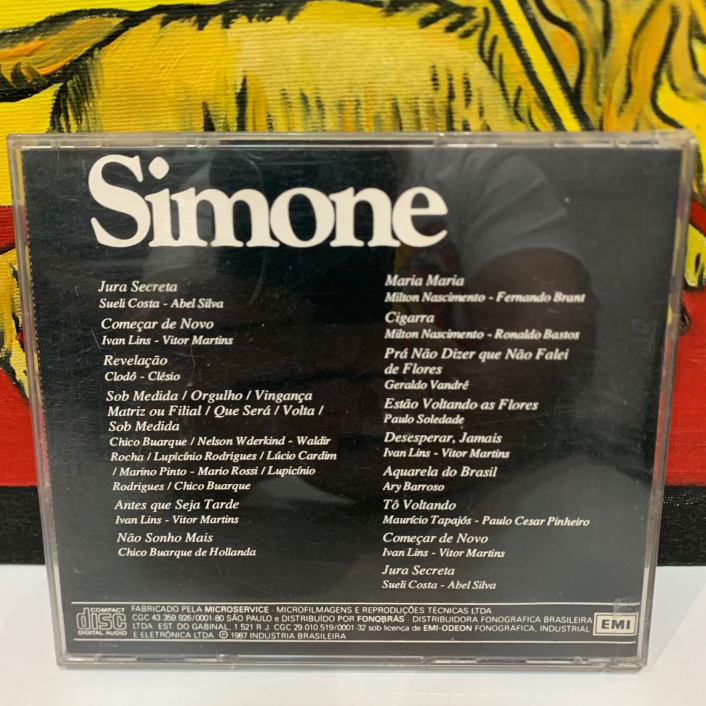 Simone
Jura Secreta
Sueli Costa - Abel Silva
Começar de Novo
Ivan Lins - Vitor Martins
Revelação
Clodô - Clésio
Sob Medida / Orgulho / Vingança
Matriz ou Filial / Que Será / Volta /
Sob Medida
Chico Buarque / Nelson Wderkind - Waldir
Rocha / Lupicínio Rodrigues / Lúcio Cardim
/ Marino Pinto - Mario Rossi / Lupicínio
Rodrigues / Chico Buarque
Antes que Seja Tarde
Ivan Lins - Vitor Martins
Não Sonho Mais
Chico Buarque de Hollanda
Maria Maria
Milton Nascimento - Fernando Brant
Cigarra
Milton Nascimento - Ronaldo Bastos
Prá Não Dizer que Não Falei
de Flores
Geraldo Vandré
Estão Voltando as Flores
Paulo Soledade
Desesperar, Jamais
Ivan Lins - Vitor Martins
Aquarela do Brasil
Ary Barroso
Tô Voltando
Maurício Tapajós - Paulo Cesar Pinheiro
Começar de Novo
Ivan Lins - Vitor Martins
Jura Secreta
Sueli Costa - Abel Silva
COMPACT
disc
DIGITAL AUDIO
FABRICADO PELA MICROSERVICE - MICROFILMAGENS E REPRODUÇÕES TECNICAS LTDA
CGC 43.359.926/0001-80 SÃO PAULO e DISTRIBUIDO POR FONOBRÁS - DISTRIBUIDORA FONOGRAFICA BRASILEIRA
LTDA. EST. DO GABINAL, 1.521 R.J. CGC 29.010.519/0001-32 sob licenca de EMI-ODEON FONOGRÁFICA, INDUSTRIAL
E ELETRÔNICA LTDA Ⓟ 1987 INDUSTRIA BRASILEIRA
EMI